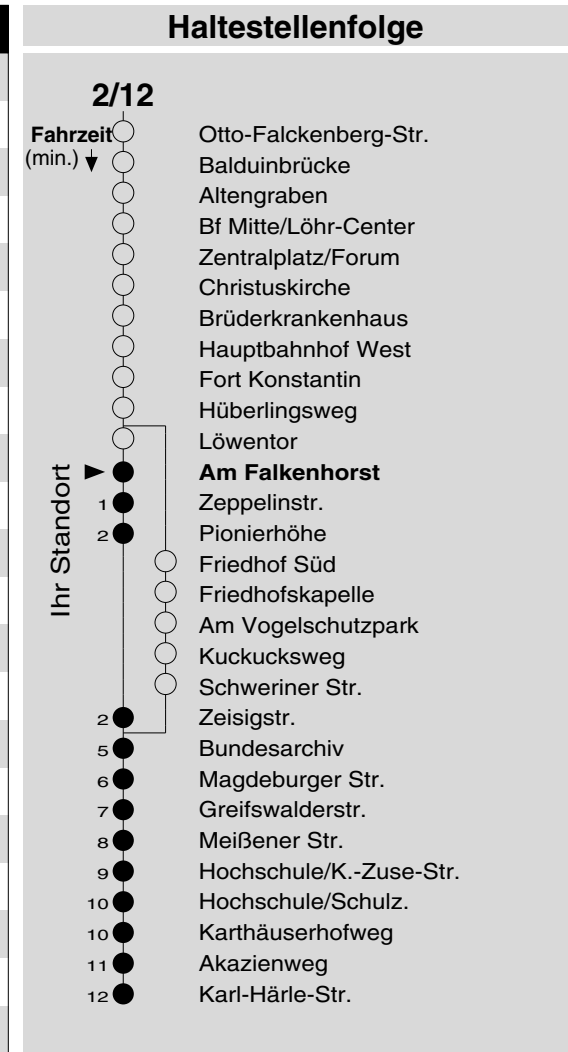 Haltestellenfolge
2/12
Fahrzeit
(min.)
Otto-Falckenberg-Str.
Balduinbrücke
Altengraben
Bf Mitte/Löhr-Center
Zentralplatz/Forum
Christuskirche
Brüderkrankenhaus
Hauptbahnhof West
Fort Konstantin
Hüberlingsweg
Löwentor
Ihr Standort
Am Falkenhorst
1 Zeppelinstr.
2 Pionierhöhe
Friedhof Süd
Friedhofskapelle
Am Vogelschutzpark
Kuckucksweg
Schweriner Str.
2 Zeisigstr.
5 Bundesarchiv
6 Magdeburger Str.
7 Greifswalderstr.
8 Meißener Str.
9 Hochschule/K.-Zuse-Str.
10 Hochschule/Schulz.
10 Karthäuserhofweg
11 Akazienweg
12 Karl-Härle-Str.